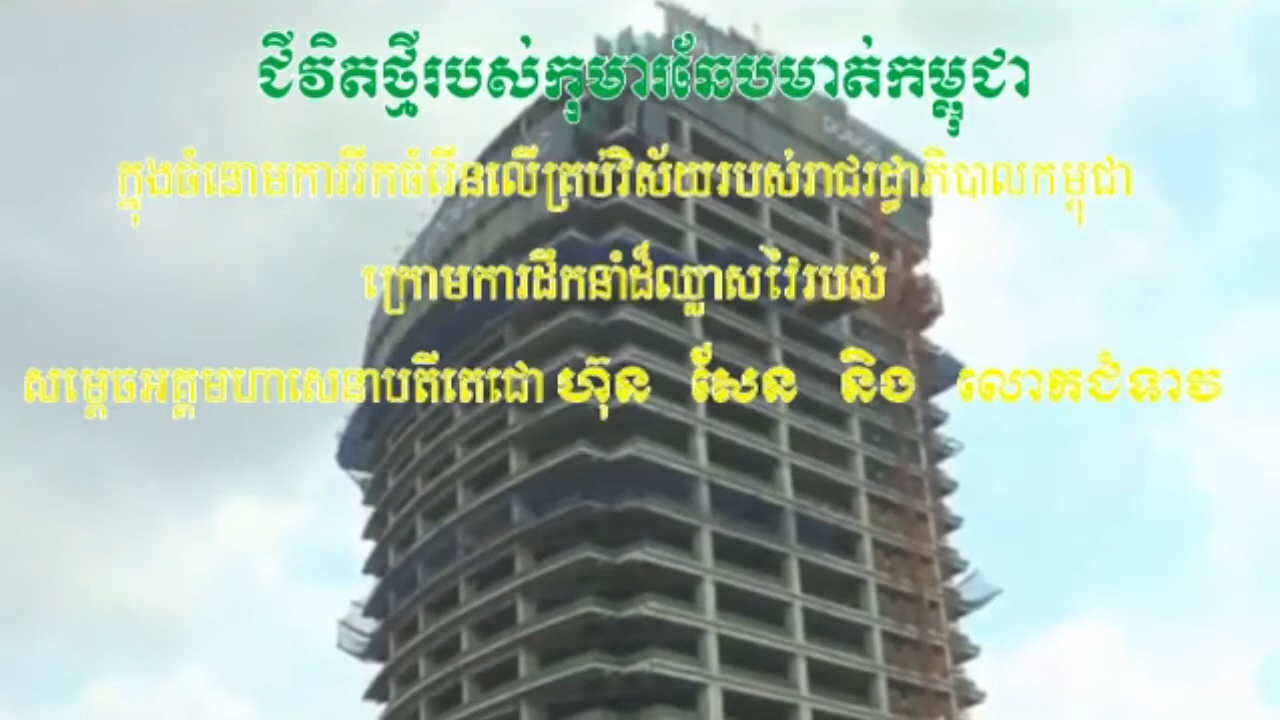 ជីវិតថ្មីរបស់កុមារឆែបមាត់កម្ពុជា
ក្នុងចំនោមការរីកចំរើនលើគ្រប់វិស័យរបស់រាជរដ្ធាភិបាលកម្ពុជា
ក្រោមការដឹកនាំដ៏ឈ្លាសវៃរបស់
សម្តេចអគ្គមហាសេនាបតីតេជោ ហ៊ុន សែន និង លោកជំទាវ